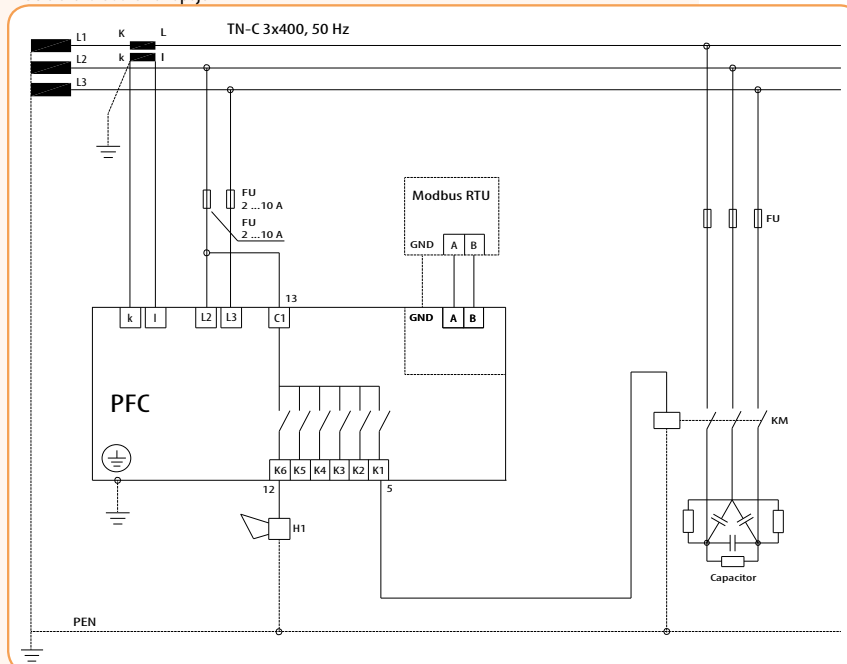 TN-C 3x400, 50 Hz
L1 K L
L2 k l
L3
FU
2 ...10 A
FU
2 ...10 A
Modbus RTU
GND A B
FU
13
k l L2 L3 C1 GND A B
PFC
KM
K6 K5 K4 K3 K2 K1
12 5
H1
Capacitor
PEN